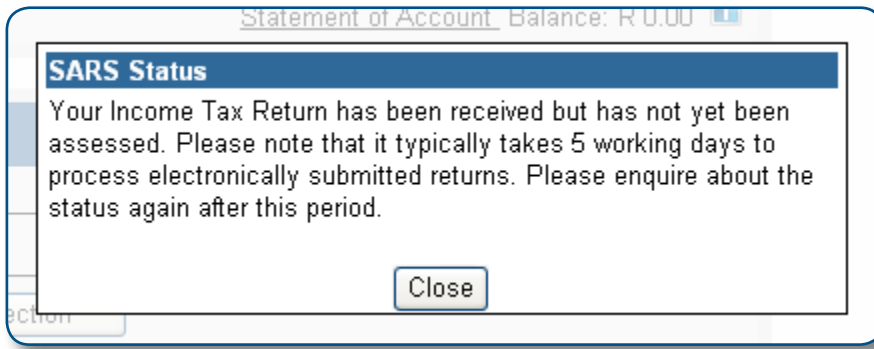 Statement of Account Balance: R 0.00
SARS Status
Your Income Tax Return has been received but has not yet been
assessed. Please note that it typically takes 5 working days to
process electronically submitted returns. Please enquire about the
status again after this period.
Close